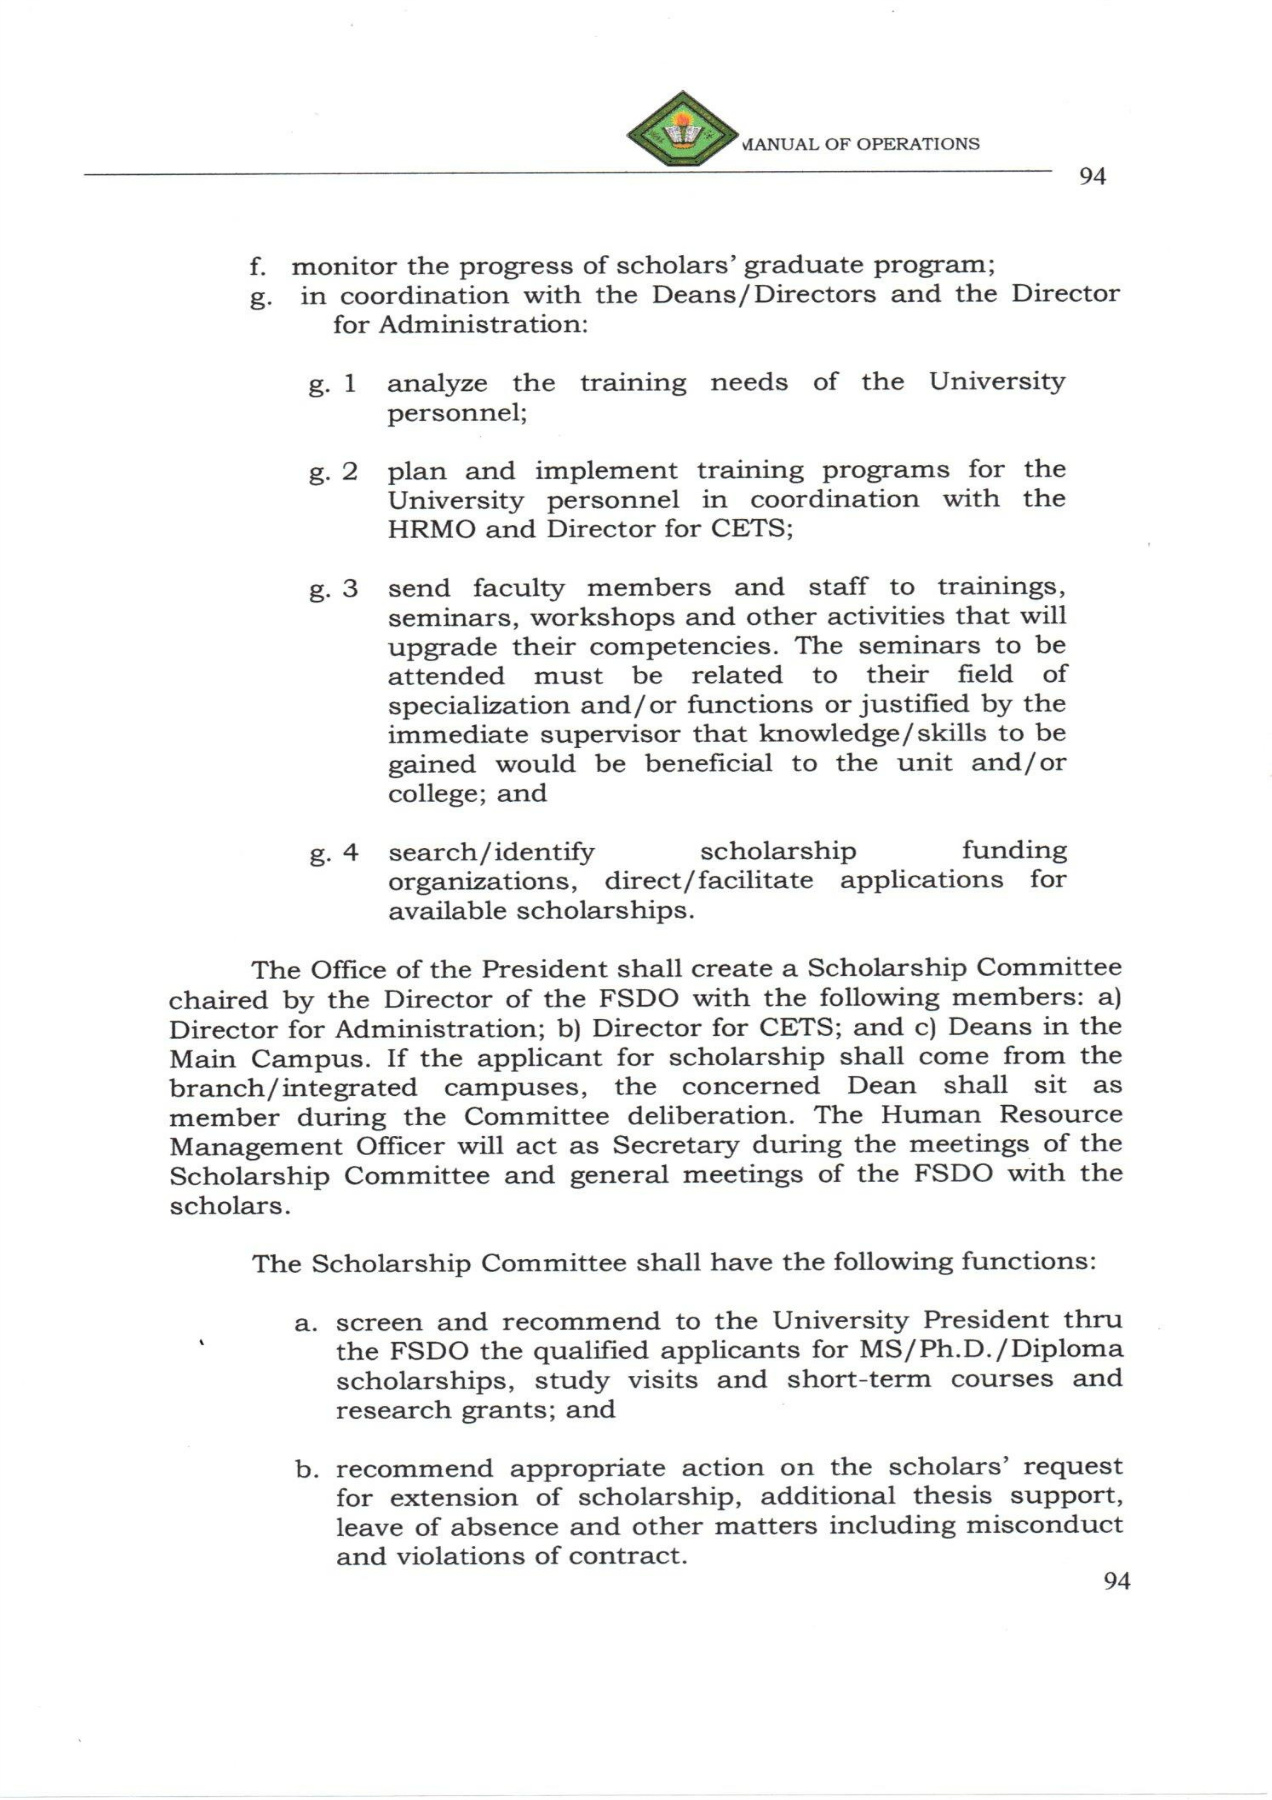 MANUAL OF OPERATIONS
94
f. monitor the progress of scholars' graduate program;
g. in coordination with the Deans/Directors and the Director
for Administration:
g. 1 analyze the training needs of the University
personnel;
g. 2 plan and implement training programs for the
University personnel in coordination with the
HRMO and Director for CETS;
g. 3 send faculty members and staff to trainings,
seminars, workshops and other activities that will
upgrade their competencies. The seminars to be
attended must be related to their field of
specialization and/or functions or justified by the
immediate supervisor that knowledge/skills to be
gained would be beneficial to the unit and/or
college; and
g. 4 search/identify scholarship funding
organizations, direct/facilitate applications for
available scholarships.
The Office of the President shall create a Scholarship Committee
chaired by the Director of the FSDO with the following members: a)
Director for Administration; b) Director for CETS; and c) Deans in the
Main Campus. If the applicant for scholarship shall come from the
branch/integrated campuses, the concerned Dean shall sit as
member during the Committee deliberation. The Human Resource
Management Officer will act as Secretary during the meetings of the
Scholarship Committee and general meetings of the FSDO with the
scholars.
The Scholarship Committee shall have the following functions:
a. screen and recommend to the University President thru
the FSDO the qualified applicants for MS/Ph.D./Diploma
scholarships, study visits and short-term courses and
research grants; and
b. recommend appropriate action on the scholars' request
for extension of scholarship, additional thesis support,
leave of absence and other matters including misconduct
and violations of contract.
94